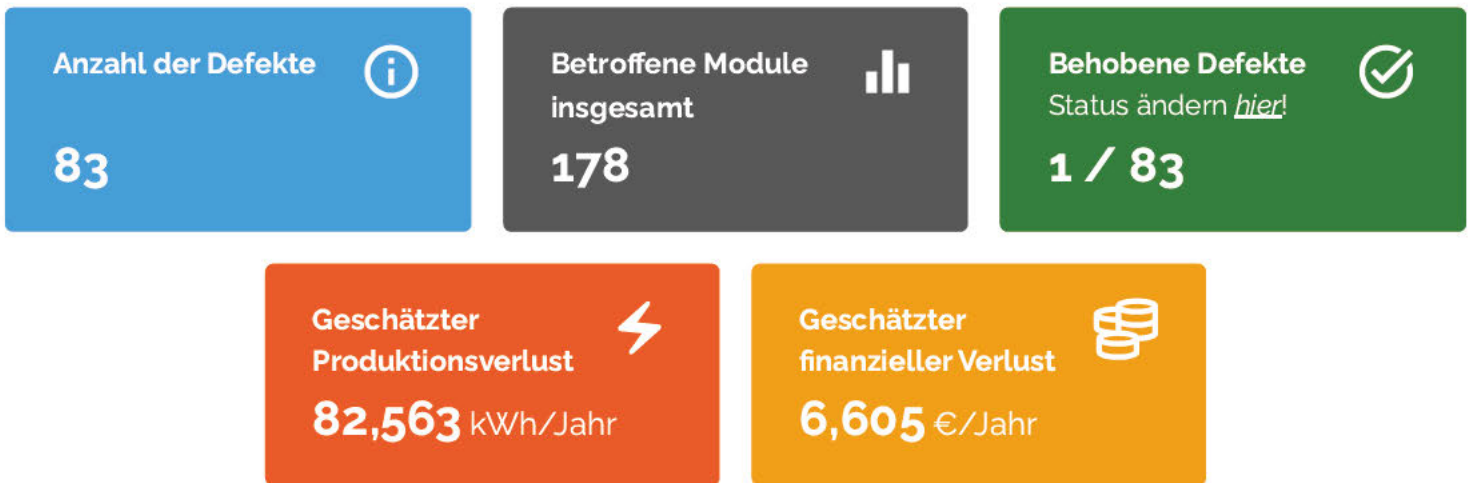 Anzahl der Defekte
83
Betroffene Module
insgesamt
178
Behobene Defekte
Status ändern hier!
1 / 83
Geschätzter
Produktionsverlust
82,563 kWh/Jahr
Geschätzter
finanzieller Verlust
6,605 €/Jahr